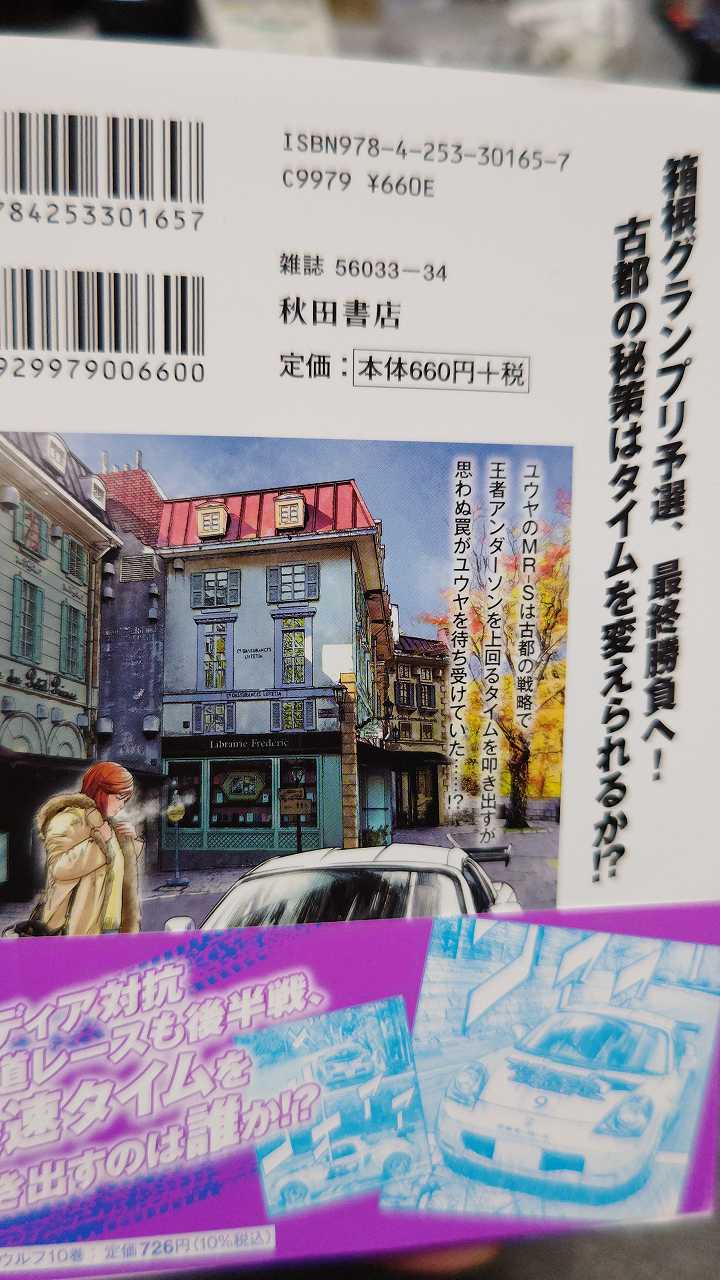 ISBN978-4-253-30165-7
C9979 ¥660E
784253301657
雑誌 56033-34
秋田書店
929979006600
定価：本体660円+税
箱根グランプリ予選、最終勝負へ！
古都の秘策はタイムを変えられるか!?
ユウヤのMR-Sは古都の戦略で
王者アンダーソンを上回るタイムを叩き出すが
思わぬ罠がユウヤを待ち受けていた……!?
Librairie Frederic
ディア対抗
道レースも後半戦、
速タイムを
き出すのは誰か!?
ウルフ10巻：定価726円(10%税込)